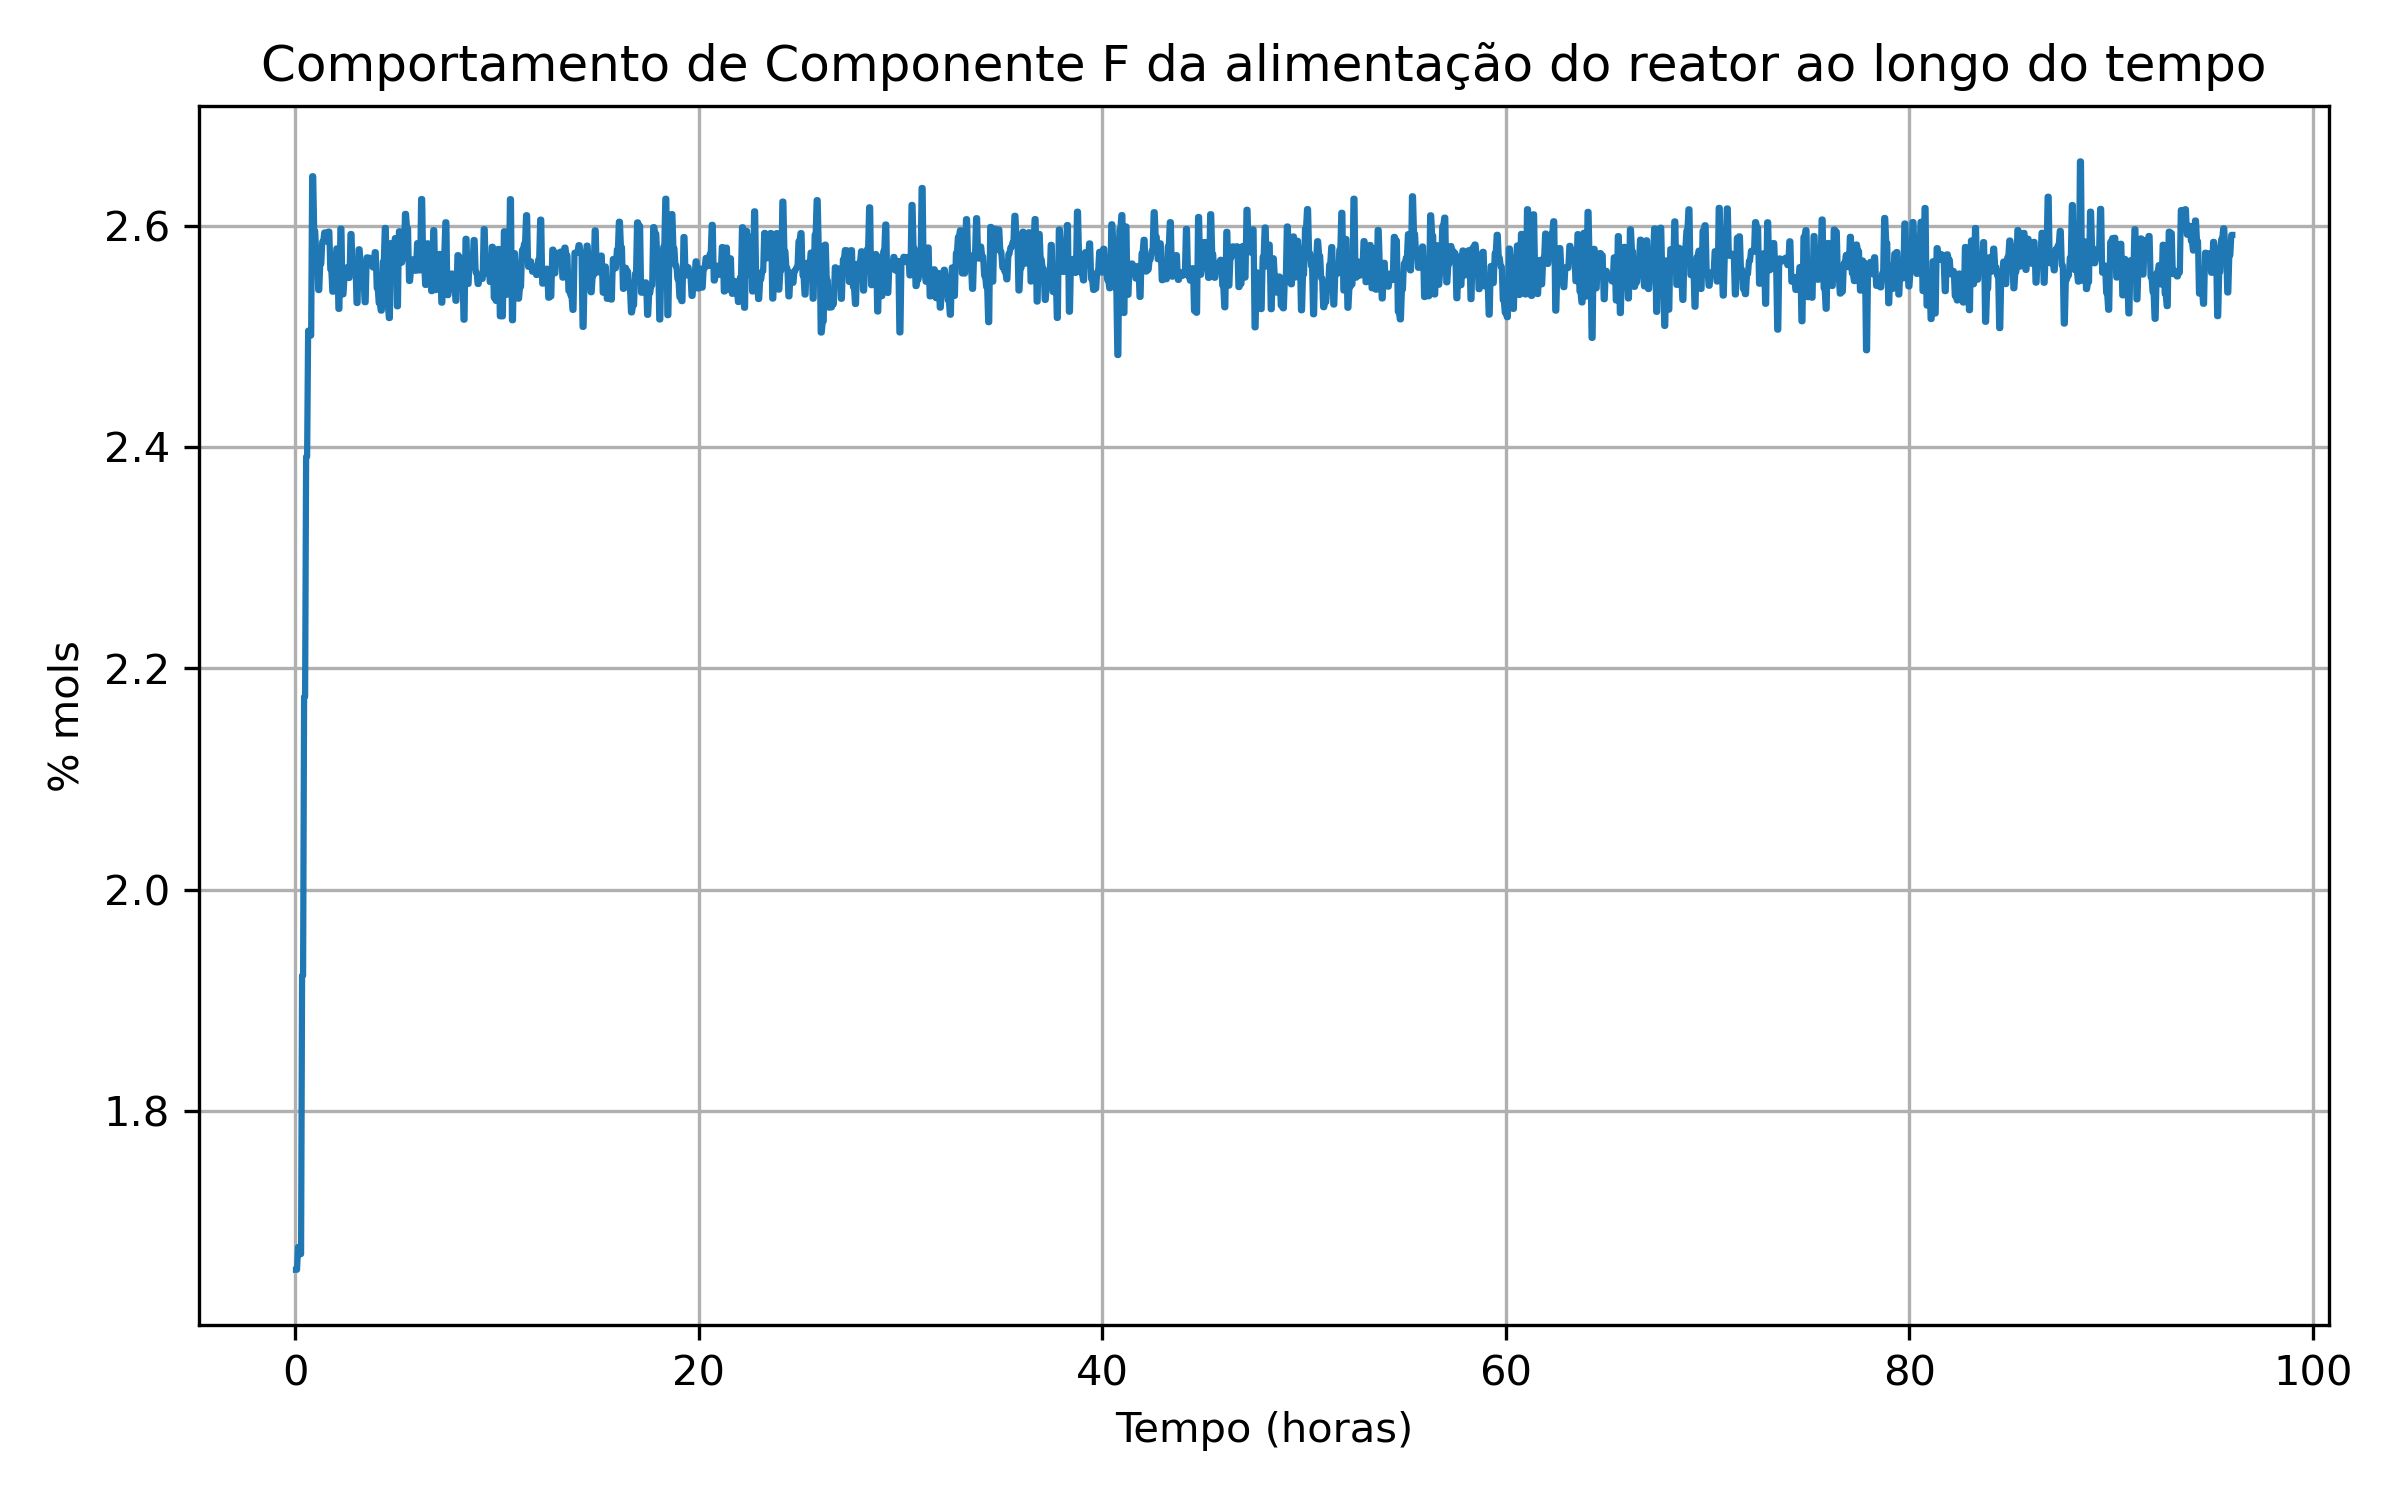 Comportamento de Componente F da alimentação do reator ao longo do tempo
% mols
2.6
2.4
2.2
2.0
1.8
0 20 40 60 80 100
Tempo (horas)